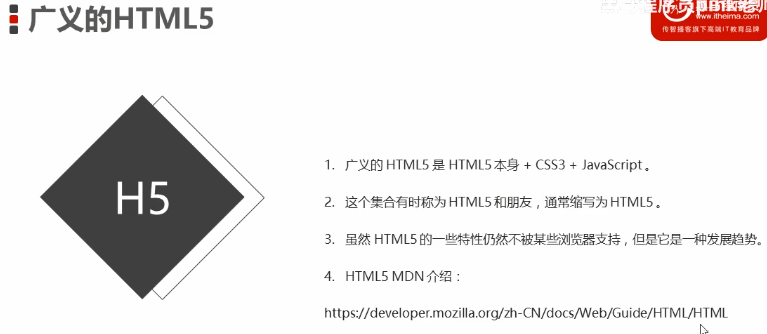 广义的HTML5
www.itheima.com
传智播客旗下高端IT教育品牌
H5
1. 广义的 HTML5 是 HTML5 本身 + CSS3 + JavaScript 。
2. 这个集合有时称为 HTML5 和朋友，通常缩写为 HTML5 。
3. 虽然 HTML5 的一些特性仍然不被某些浏览器支持，但是它是一种发展趋势。
4. HTML5 MDN 介绍：
https://developer.mozilla.org/zh-CN/docs/Web/Guide/HTML/HTML